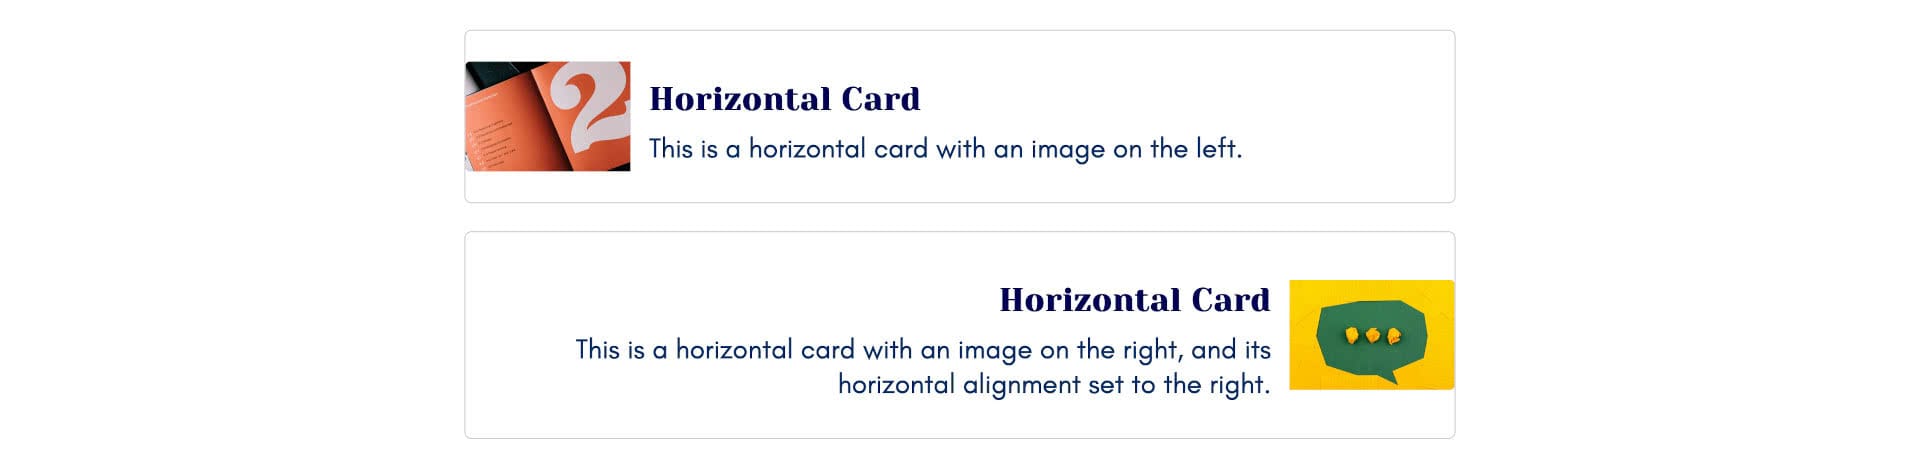 2
Horizontal Card
This is a horizontal card with an image on the left.
Horizontal Card
This is a horizontal card with an image on the right, and its
horizontal alignment set to the right.